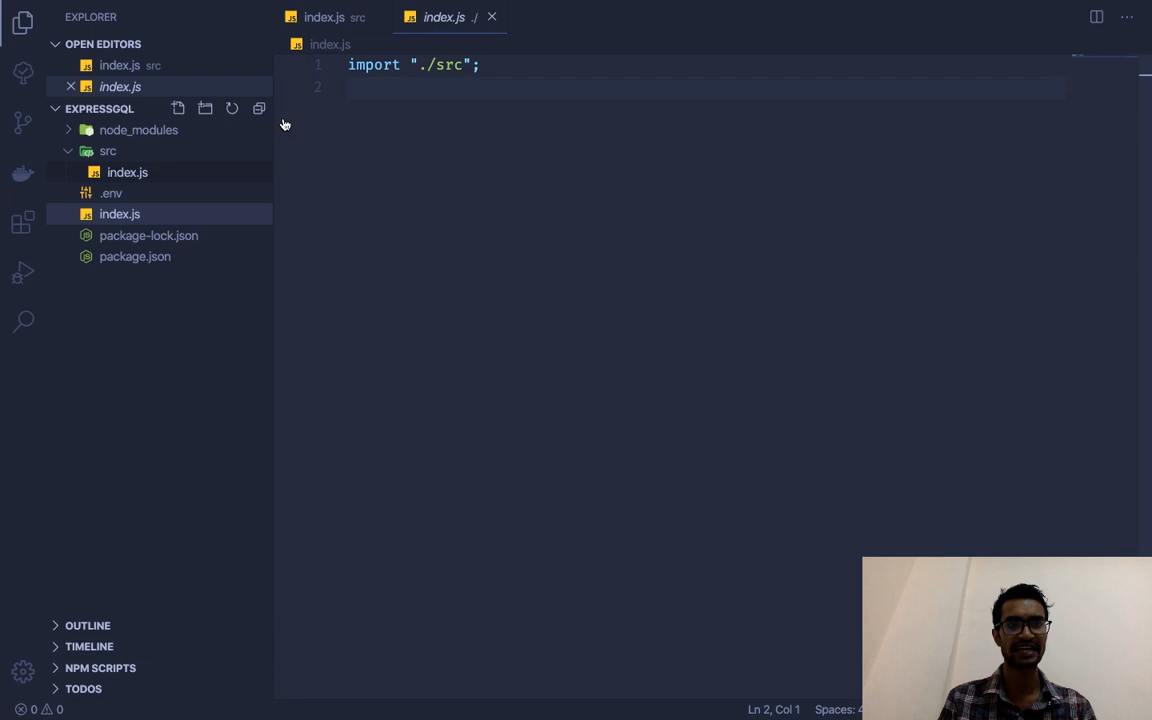 EXPLORER
OPEN EDITORS
index.js src
index.js
EXPRESSGQL
node_modules
src
index.js
.env
index.js
package-lock.json
package.json
OUTLINE
TIMELINE
NPM SCRIPTS
TODOS
index.js src
index.js ./
index.js
1 import "./src";
2
0 0
Ln 2, Col 1 Spaces: 4